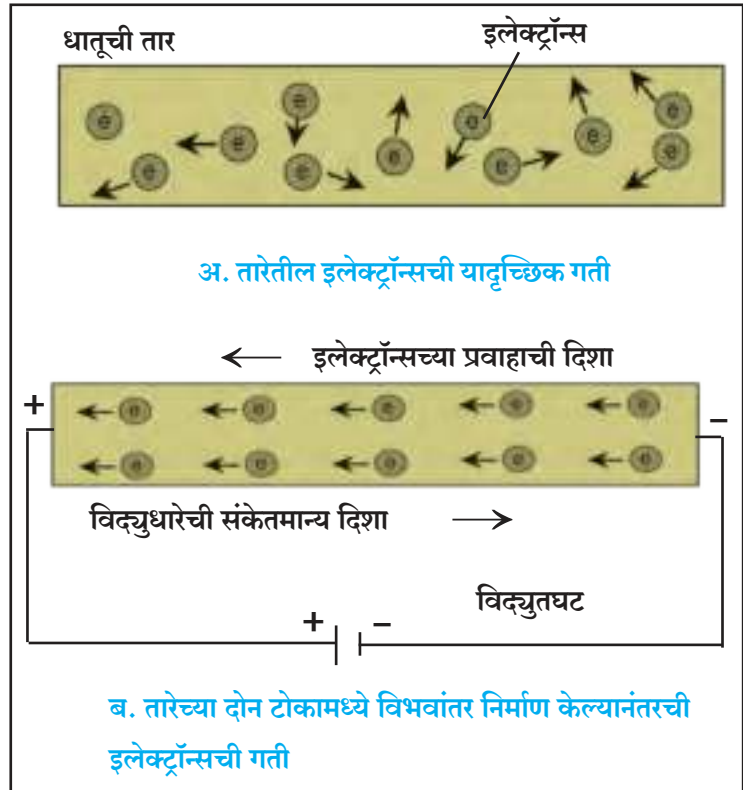 धातूची तार
इलेक्ट्रॉन्स
e e e e e e e e e e e
अ. तारेतील इलेक्ट्रॉन्सची यादृच्छिक गती
← इलेक्ट्रॉन्सच्या प्रवाहाची दिशा
+ −
e e e e e
e e e e e
विद्युधारेची संकेतमान्य दिशा →
विद्युतघट
+ −
ब. तारेच्या दोन टोकामध्ये विभवांतर निर्माण केल्यानंतरची
इलेक्ट्रॉन्सची गती